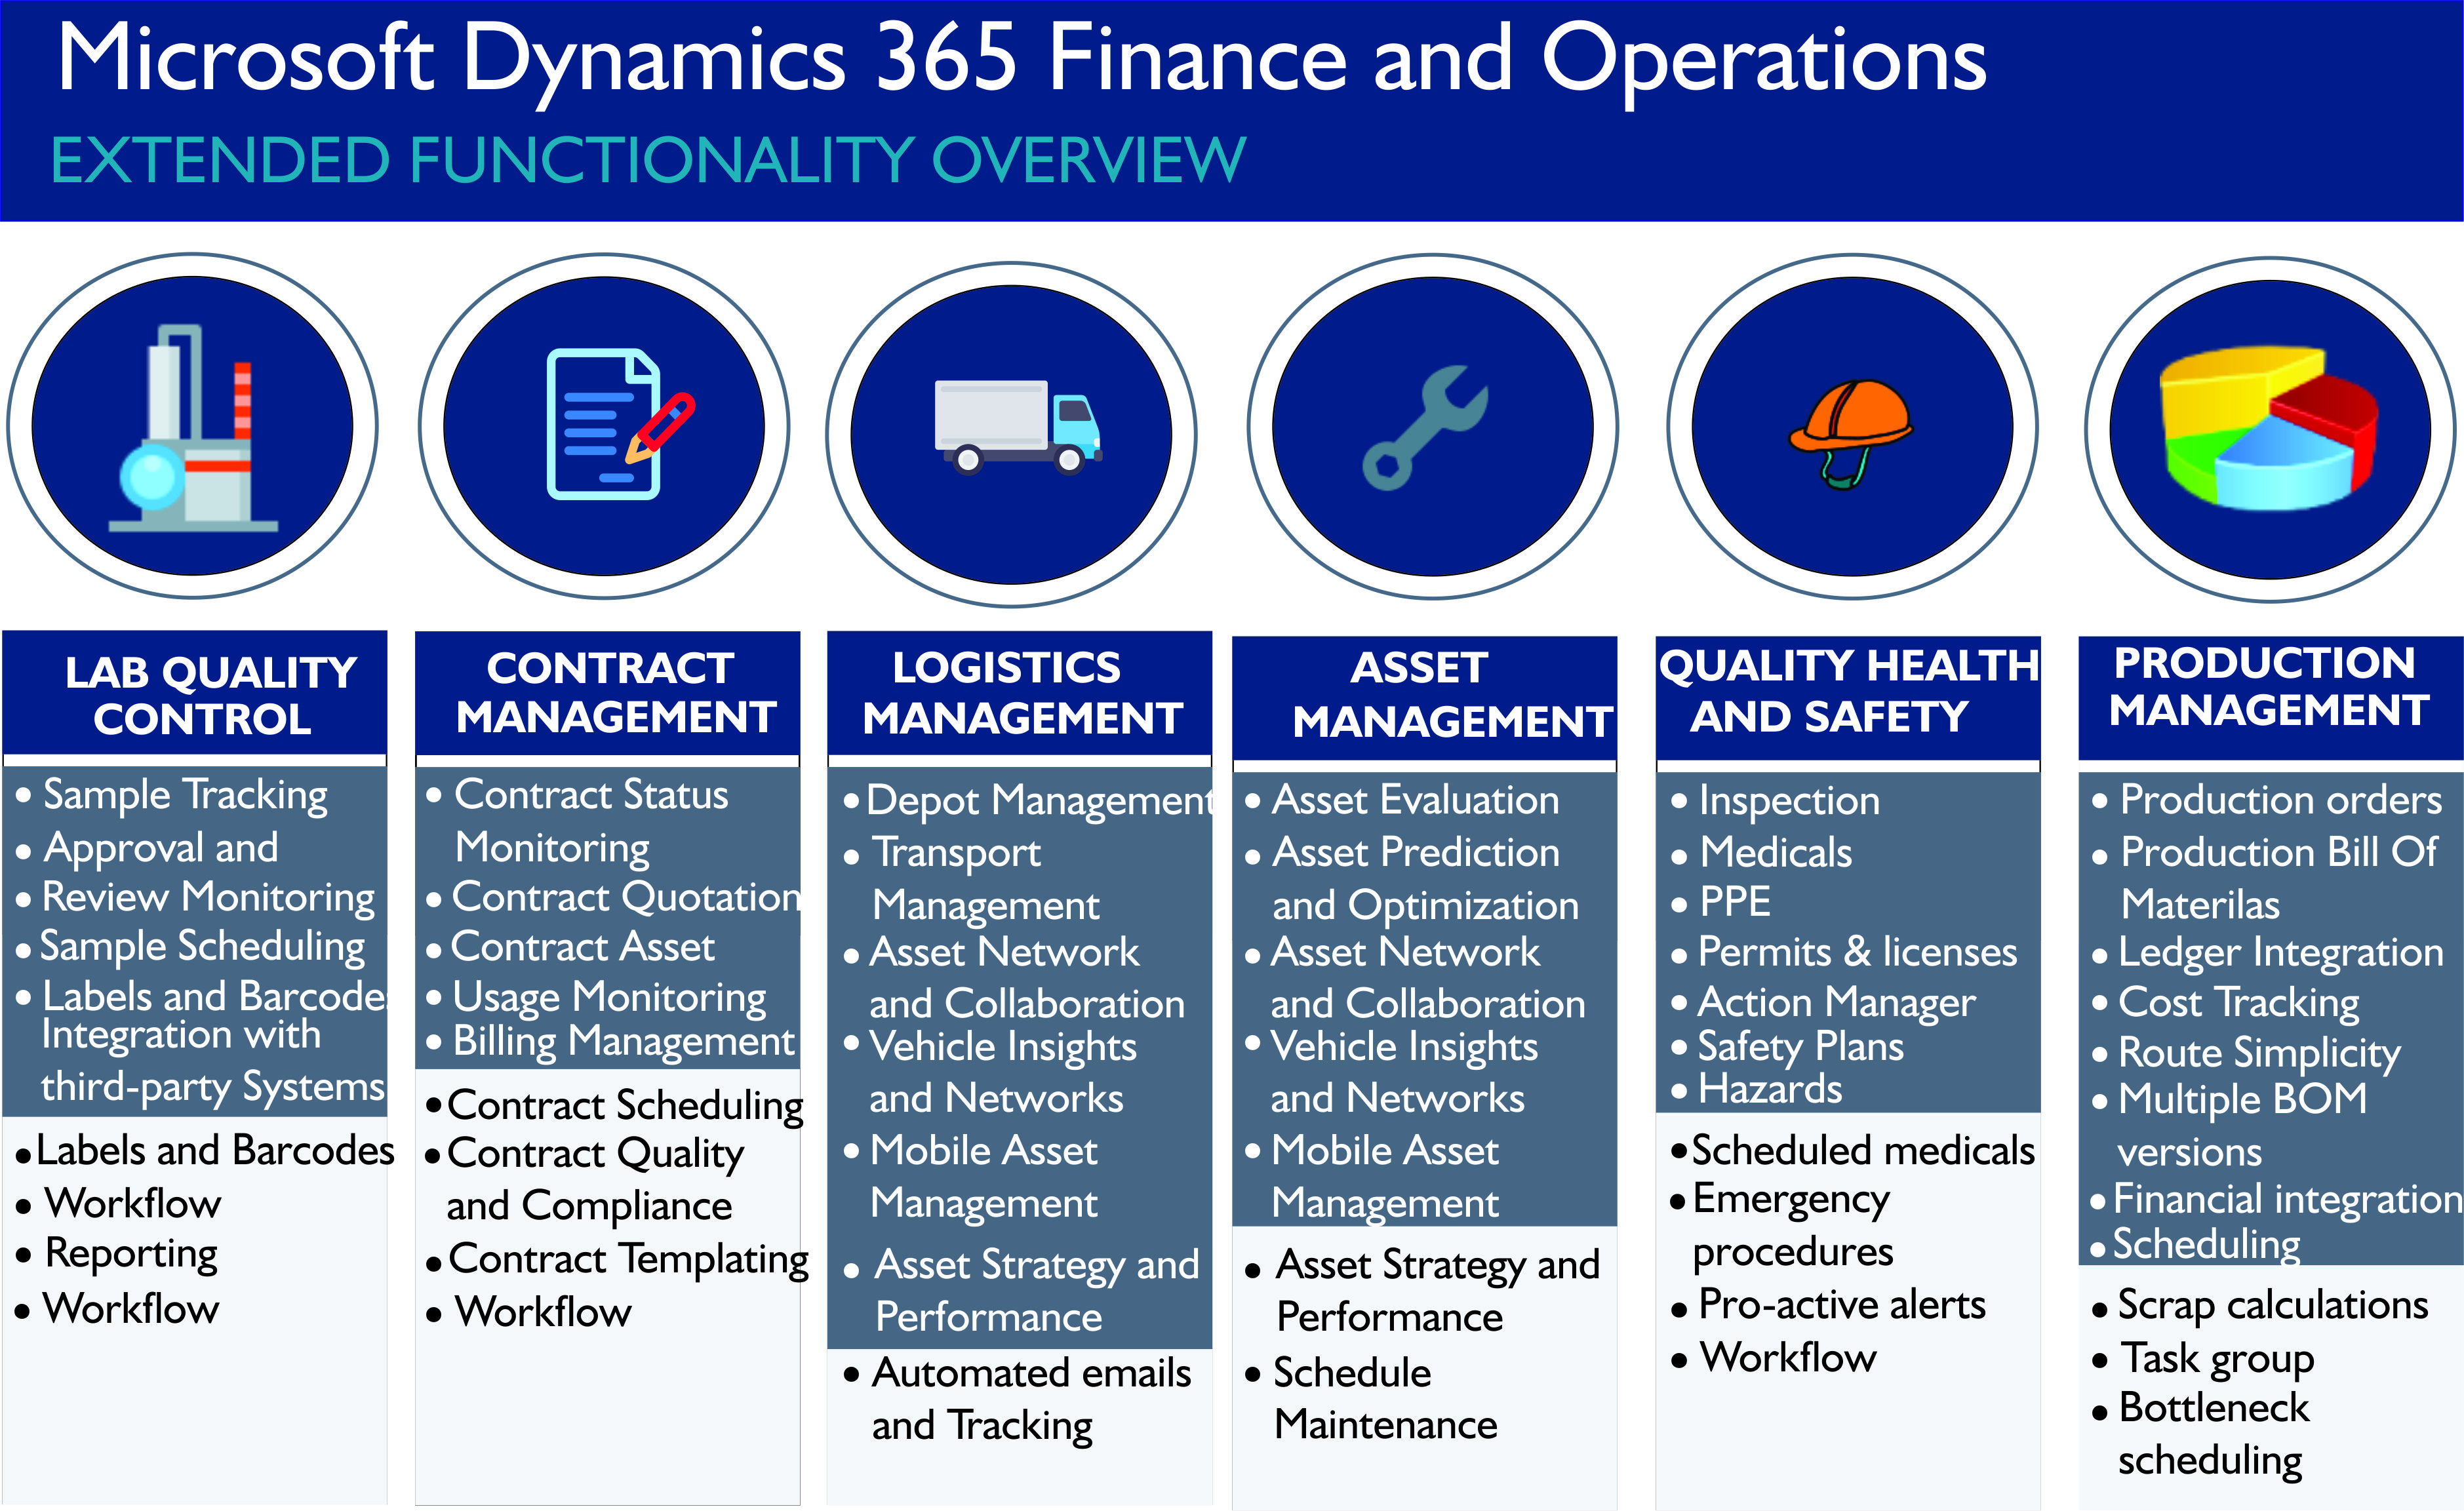 Microsoft Dynamics 365 Finance and Operations
EXTENDED FUNCTIONALITY OVERVIEW
LAB QUALITY
CONTROL
• Sample Tracking
• Approval and
• Review Monitoring
• Sample Scheduling
• Labels and Barcodes
Integration with
third-party Systems
• Labels and Barcodes
• Workflow
• Reporting
• Workflow
CONTRACT
MANAGEMENT
• Contract Status
Monitoring
• Contract Quotation
• Contract Asset
• Usage Monitoring
• Billing Management
• Contract Scheduling
• Contract Quality
and Compliance
• Contract Templating
• Workflow
LOGISTICS
MANAGEMENT
• Depot Management
• Transport
Management
• Asset Network
and Collaboration
• Vehicle Insights
and Networks
• Mobile Asset
Management
• Asset Strategy and
Performance
• Automated emails
and Tracking
ASSET
MANAGEMENT
• Asset Evaluation
• Asset Prediction
and Optimization
• Asset Network
and Collaboration
• Vehicle Insights
and Networks
• Mobile Asset
Management
• Asset Strategy and
Performance
• Schedule
Maintenance
QUALITY HEALTH
AND SAFETY
• Inspection
• Medicals
• PPE
• Permits & licenses
• Action Manager
• Safety Plans
• Hazards
• Scheduled medicals
• Emergency
procedures
• Pro-active alerts
• Workflow
PRODUCTION
MANAGEMENT
• Production orders
• Production Bill Of
Materilas
• Ledger Integration
• Cost Tracking
• Route Simplicity
• Multiple BOM
versions
• Financial integration
• Scheduling
• Scrap calculations
• Task group
• Bottleneck
scheduling